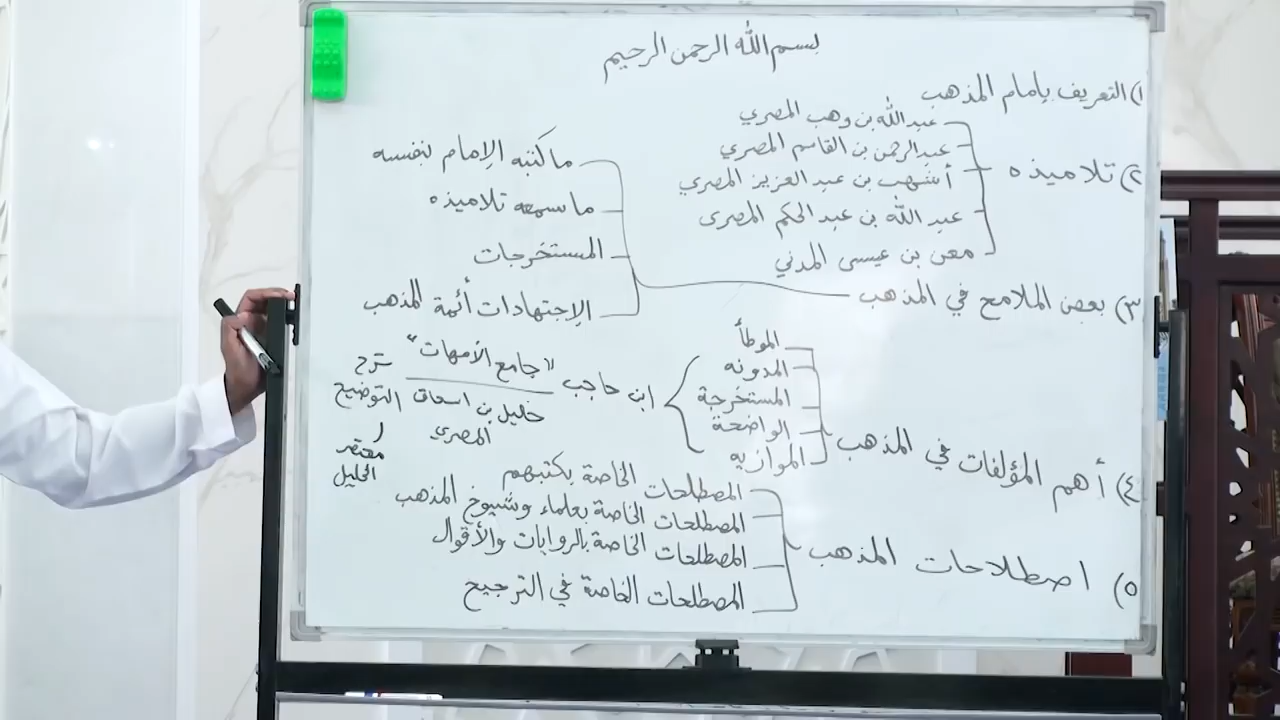 بسم الله الرحمن الرحيم
١) التعريف بإمام المذهب
٢) تلاميذه
عبد الله بن وهب المصري
عبد الرحمن بن القاسم المصري
أشهب بن عبد العزيز المصري
عبد الله بن عبد الحكم المصري
معن بن عيسى المدني
٣) بعض الملامح في المذهب
ما كتبه الإمام بنفسه
ما سمعه تلاميذه
المستخرجات
الإجتهادات أئمة المذهب
٤) أهم المؤلفات في المذهب
الموطأ
المدونه
المستخرجة
الواضحة
الموازيه
ابن حاجب "جامع الأمهات"
خليل بن اسحاق
المصري
شرح
التوضيح
مختصر
الخليل
٥) اصطلاحات المذهب
المصطلحات الخاصة بكتبهم
المصطلحات الخاصة بعلماء وشيوخ المذهب
المصطلحات الخاصة بالروايات والأقوال
المصطلحات الخاصة في الترجيح